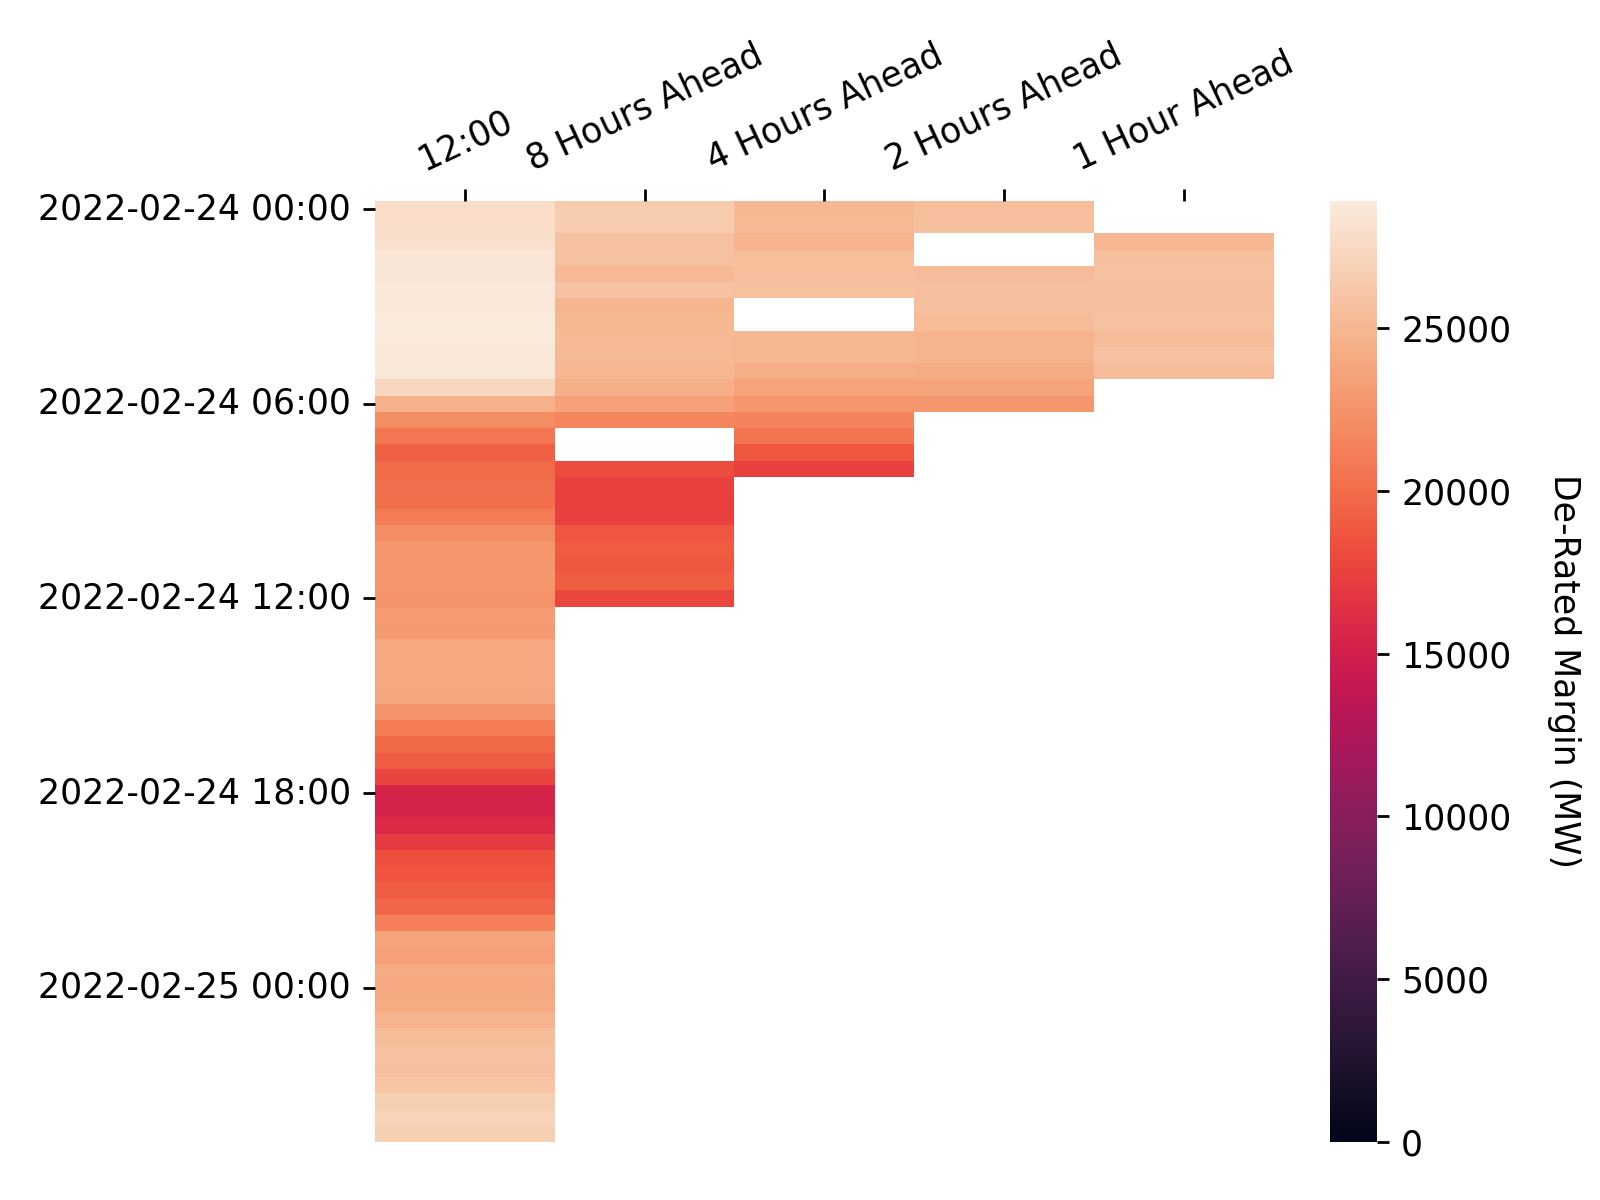 12:00
8 Hours Ahead
4 Hours Ahead
2 Hours Ahead
1 Hour Ahead
2022-02-24 00:00
2022-02-24 06:00
2022-02-24 12:00
2022-02-24 18:00
2022-02-25 00:00
25000
20000
15000
10000
5000
0
De-Rated Margin (MW)